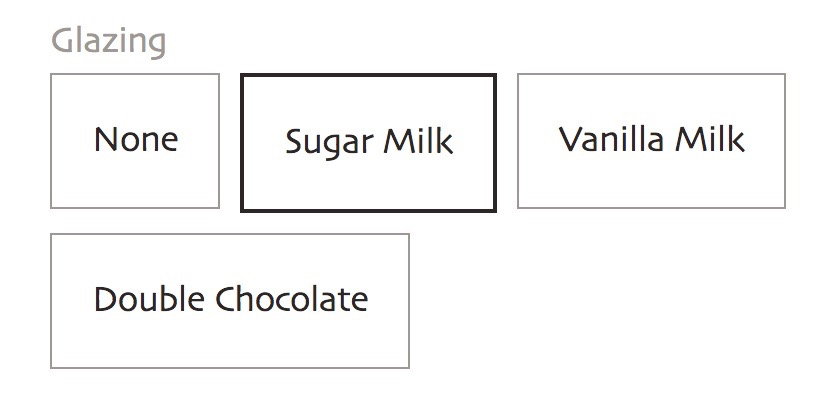 Glazing
None
Sugar Milk
Vanilla Milk
Double Chocolate